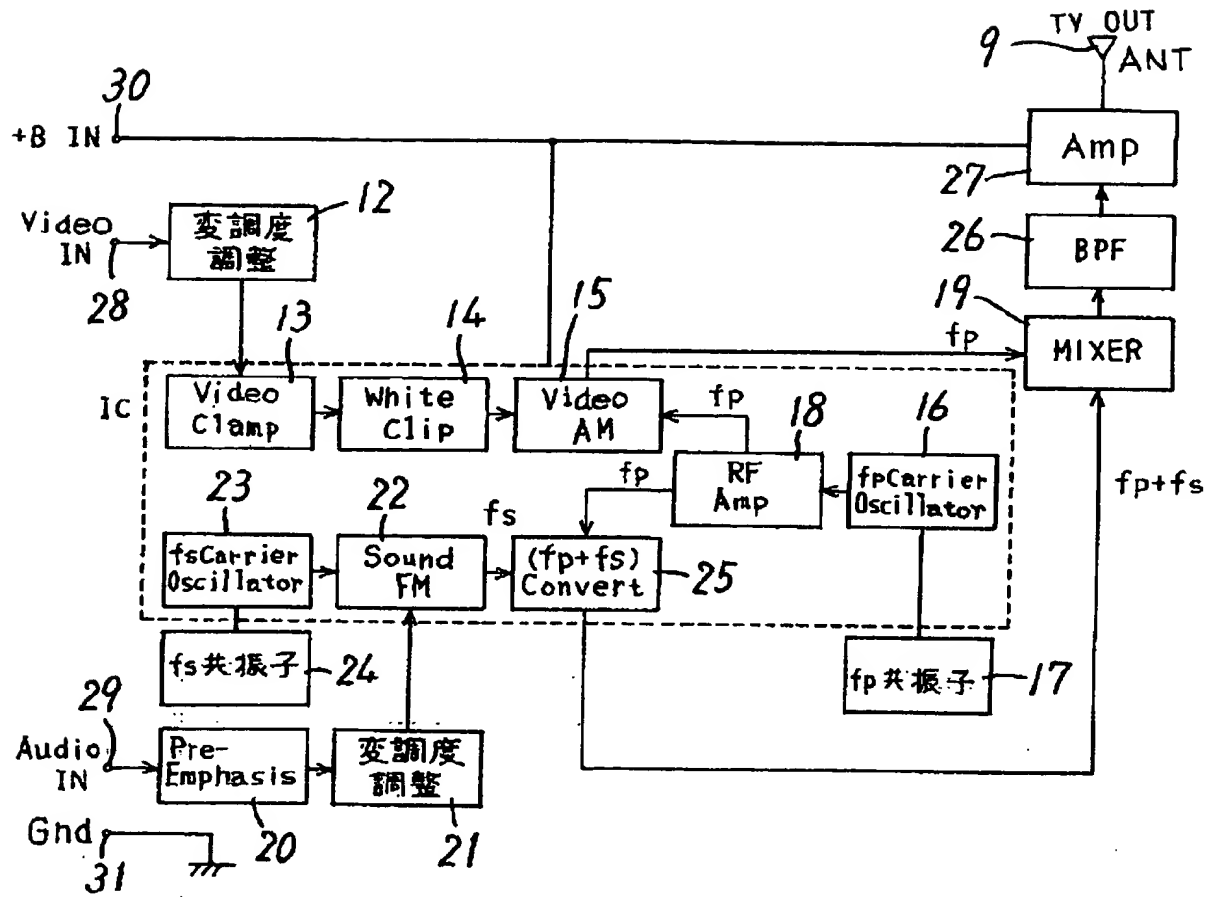 TV OUT
9
ANT
30
+B IN
Amp
27
12
Video
IN
変調度
調整
28
26
BPF
19
MIXER
13
14
15
fp
IC
Video
Clamp
White
Clip
Video
AM
fp
18
16
RF
Amp
fpCarrier
Oscillator
fp+fs
23
22
fs
fp
fsCarrier
Oscillator
Sound
FM
(fp+fs)
Convert
25
fs共振子
24
fp共振子
17
29
Audio
IN
Pre-
Emphasis
変調度
調整
20
21
Gnd
31